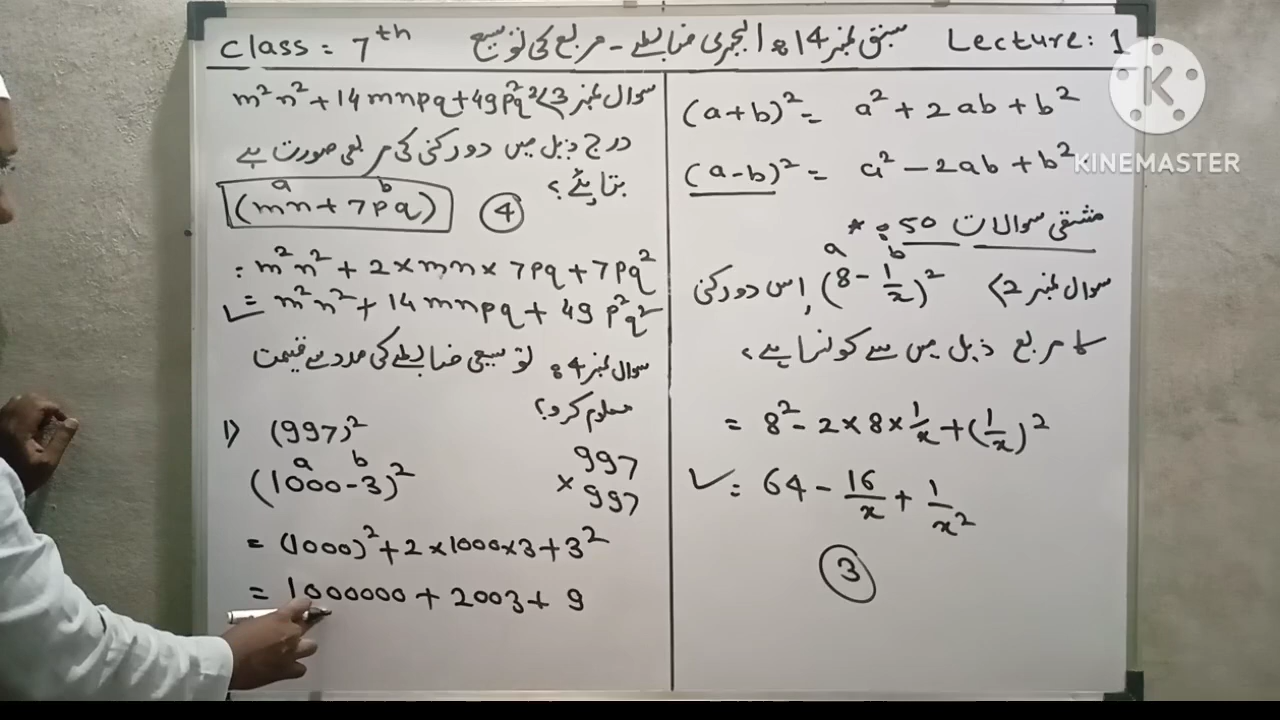 Class = 7th سبق نمبر 14 : الجبری ضابطے - مربع کی توسیع Lecture : 1
(a+b)² = a² + 2ab + b²
(a-b)² = a² - 2ab + b²
مشقی سوالات 50 :*
a b
سوال نمبر 2> (8 - 1/x)² , اس دو رکنی
کا مربع ذیل میں سے کونسا ہے ؟
= 8² - 2×8×1/x + (1/x)²
✓ = 64 - 16/x + 1/x²
3
سوال نمبر 3> m²n² + 14mnpq + 49p²q²
درج ذیل میں دو رکنی کی مربعی صورت ہے
بتایئے ؟
a b
(mn + 7pq) 4
= m²n² + 2×mn×7pq + 7pq²
✓ = m²n² + 14mnpq + 49p²q²
سوال نمبر 4 : توسیعی ضابطے کی مدد سے قیمت
معلوم کرو ؟
1) (997)²
a b
(1000-3)²
997
× 997
= (1000)² + 2×1000×3 + 3²
= 1000000 + 2003 + 9
K
KINEMASTER